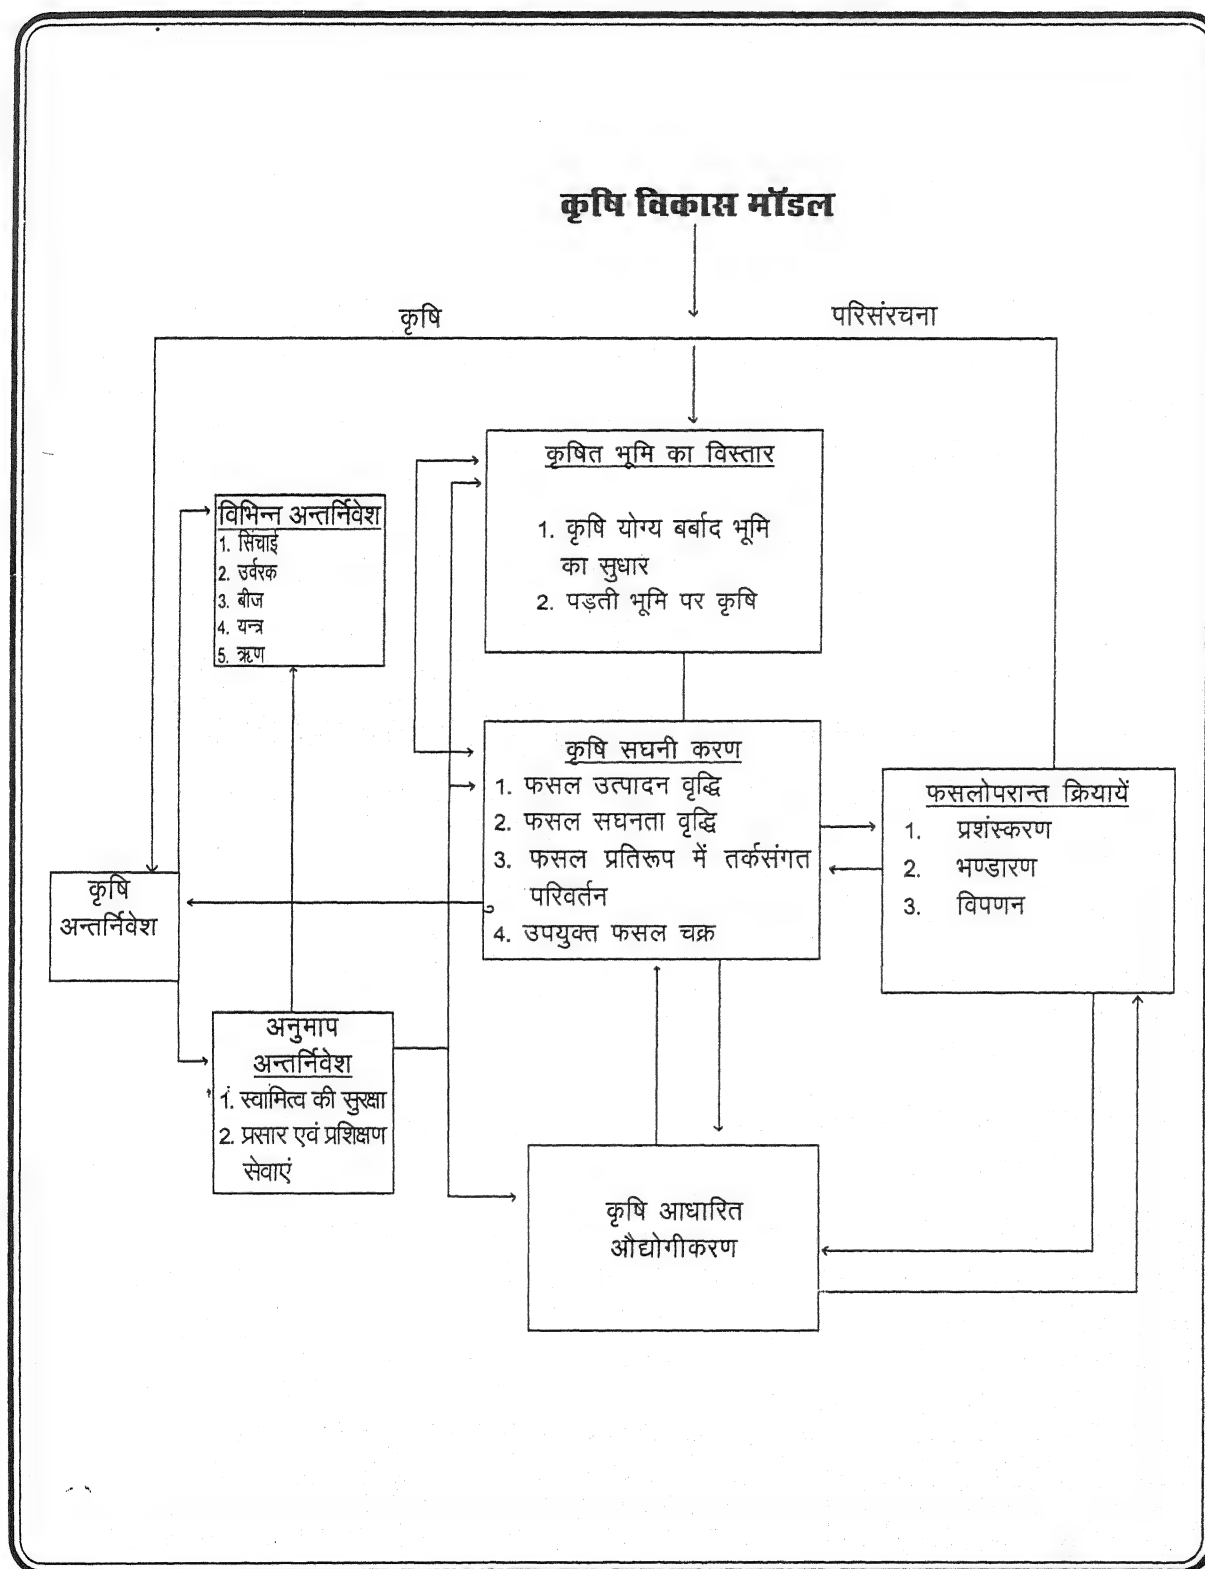 कृषि विकास मॉडल
कृषि
परिसंरचना
कृषित भूमि का विस्तार
1. कृषि योग्य बर्बाद भूमि
का सुधार
2. पड़ती भूमि पर कृषि
विभिन्न अन्तर्निवेश
1. सिंचाई
2. उर्वरक
3. बीज
4. यन्त्र
5. ऋण
कृषि सघनी करण
1. फसल उत्पादन वृद्धि
2. फसल सघनता वृद्धि
3. फसल प्रतिरूप में तर्कसंगत
परिवर्तन
4. उपयुक्त फसल चक्र
फसलोपरान्त क्रियायें
1. प्रशंस्करण
2. भण्डारण
3. विपणन
कृषि
अन्तर्निवेश
अनुमाप
अन्तर्निवेश
1. स्वामित्व की सुरक्षा
2. प्रसार एवं प्रशिक्षण
सेवाएं
कृषि आधारित
औद्योगीकरण